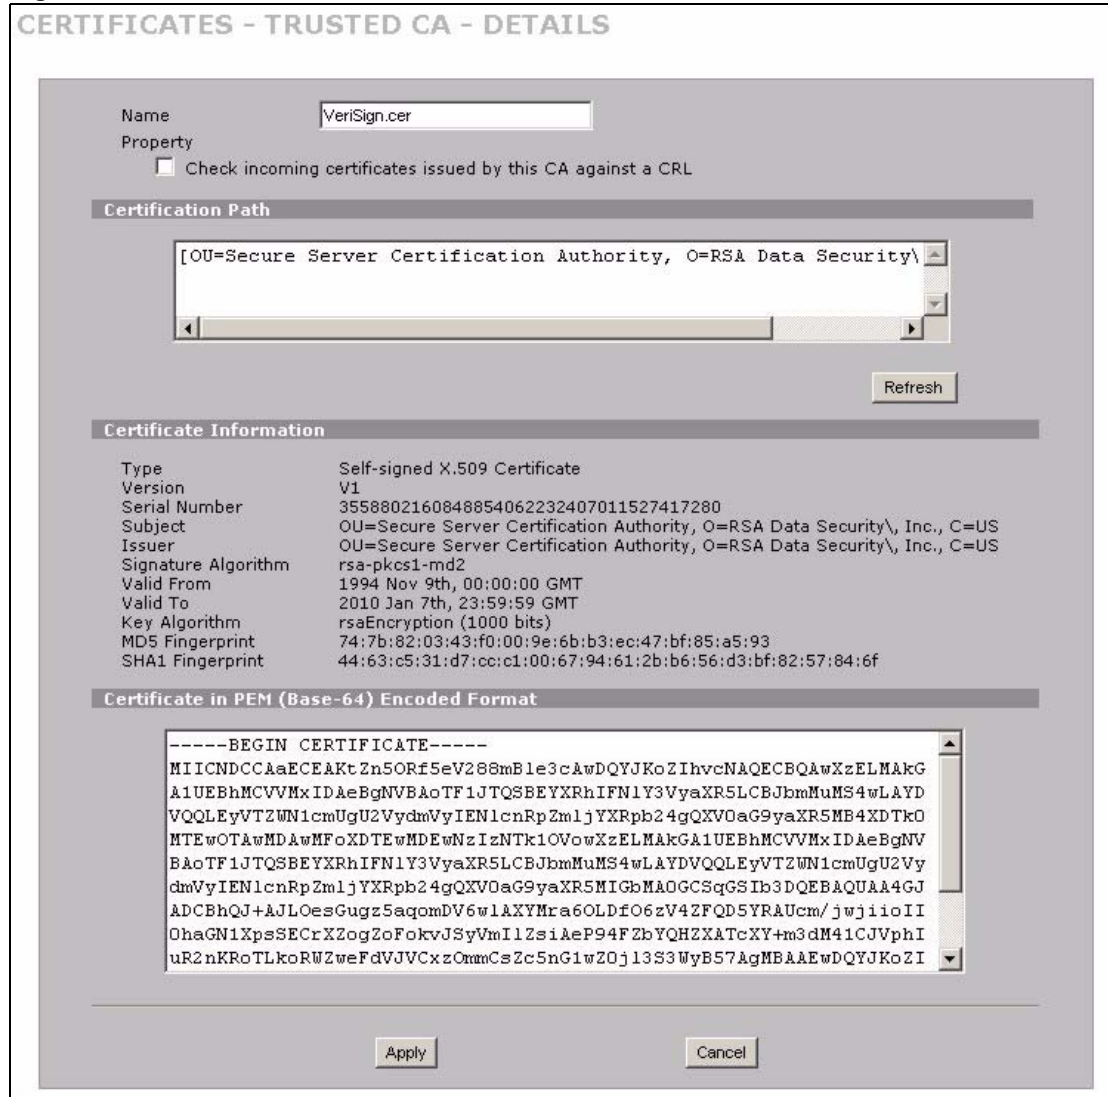 CERTIFICATES - TRUSTED CA - DETAILS
Name VeriSign.cer
Property
Check incoming certificates issued by this CA against a CRL
Certification Path
[OU=Secure Server Certification Authority, O=RSA Data Security\
Refresh
Certificate Information
Type Self-signed X.509 Certificate
Version V1
Serial Number 3558802160848854062232407011527417280
Subject OU=Secure Server Certification Authority, O=RSA Data Security\, Inc., C=US
Issuer OU=Secure Server Certification Authority, O=RSA Data Security\, Inc., C=US
Signature Algorithm rsa-pkcs1-md2
Valid From 1994 Nov 9th, 00:00:00 GMT
Valid To 2010 Jan 7th, 23:59:59 GMT
Key Algorithm rsaEncryption (1000 bits)
MD5 Fingerprint 74:7b:82:03:43:f0:00:9e:6b:b3:ec:47:bf:85:a5:93
SHA1 Fingerprint 44:63:c5:31:d7:cc:c1:00:67:94:61:2b:b6:56:d3:bf:82:57:84:6f
Certificate in PEM (Base-64) Encoded Format
-----BEGIN CERTIFICATE-----
MIICNDCCAaECEAKtZn5ORf5eV288mBle3cAwDQYJKoZIhvcNAQECBQAwXzELMAkG
A1UEBhMCVVMxIDAeBgNVBAoTF1JTQSBEYXRhIFNlY3VyaXR5LCBJbmMuMS4wLAYD
VQQLEyVTZWN1cmUgU2VydmVyIENlcnRpZmljYXRpb24gQXV0aG9yaXR5MB4XDTk0
MTEwOTAwMDAwMFoXDTEwMDEwNzIzNTk1OVowXzELMAkGA1UEBhMCVVMxIDAeBgNV
BAoTF1JTQSBEYXRhIFNlY3VyaXR5LCBJbmMuMS4wLAYDVQQLEyVTZWN1cmUgU2Vy
dmVyIENlcnRpZmljYXRpb24gQXV0aG9yaXR5MIGbMA0GCSqGSIb3DQEBAQUAA4GJ
ADCBhQJ+AJLOesGugz5aqomDV6wlAXYMra6OLDfO6zV4ZFQD5YRAUcm/jwjiioII
0haGN1XpsSECrXZogZoFokvJSyVmIlZsiAeP94FZbYQHZXATcXY+m3dM41CJVphI
uR2nKRoTLkoRWZweFdVJVCxzOmmCsZc5nG1wZ0jl3S3WyB57AgMBAAEwDQYJKoZI
Apply Cancel